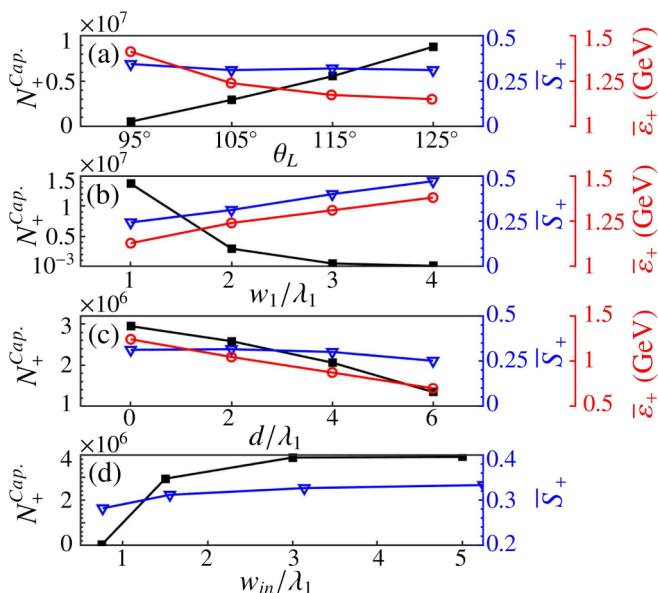 ×10⁷
1
0.5
0
(a)
N₊^Cap.
95° 105° 115° 125°
θ_L
0.5
0.25
0
S̅₊
1.5
1.25
1
ε̅₊ (GeV)
×10⁷
1.5
0.5
10⁻³
(b)
N₊^Cap.
1 2 3 4
w₁/λ₁
0.5
0.25
0
S̅₊
1.5
1.25
1
ε̅₊ (GeV)
×10⁶
3
2
1
(c)
N₊^Cap.
0 2 4 6
d/λ₁
0.5
0.25
0
S̅₊
1.5
1
0.5
ε̅₊ (GeV)
×10⁶
4
2
0
(d)
N₊^Cap.
1 2 3 4 5
w_in/λ₁
0.4
0.3
0.2
S̅₊